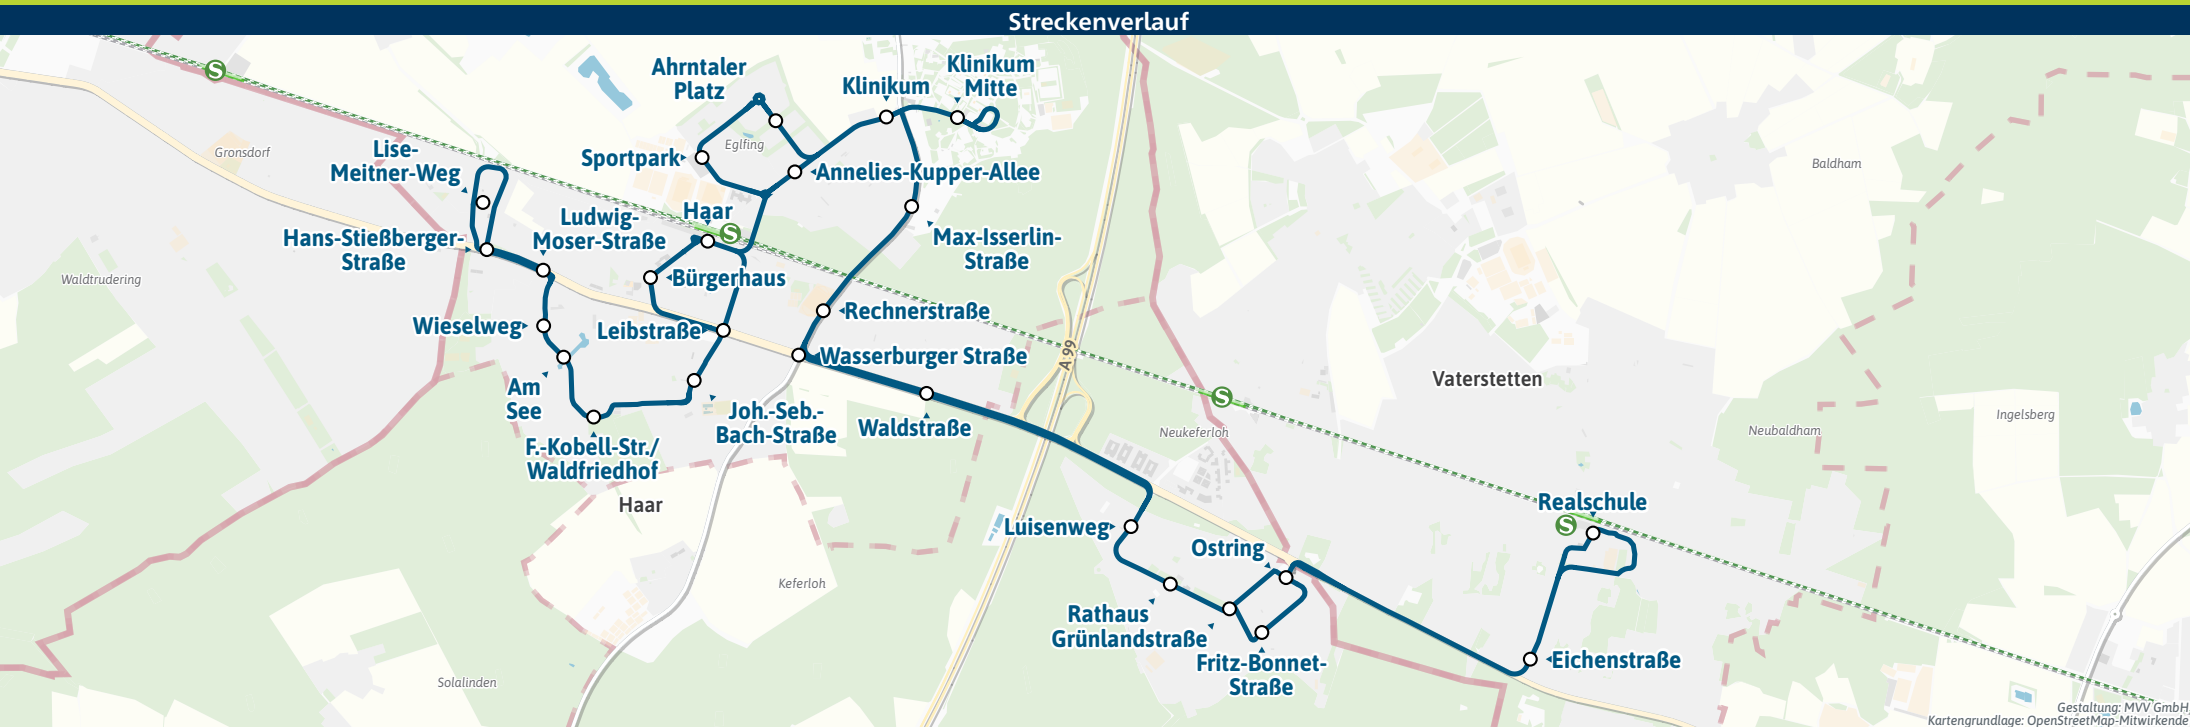 Streckenverlauf
S
Ahrntaler
Platz
Klinikum
Klinikum
Mitte
Gronsdorf
Lise-
Meitner-Weg
Sportpark
Eglfing
Annelies-Kupper-Allee
Baldham
Ludwig-
Moser-Straße
Haar
S
Hans-Stießberger-
Straße
Max-Isserlin-
Straße
Waldtrudering
Bürgerhaus
Wieselweg
Leibstraße
Rechnerstraße
Wasserburger Straße
A 99
Vaterstetten
Am
See
S
Joh.-Seb.-
Bach-Straße
Waldstraße
Neukeferloh
Neubaldham
Ingelsberg
F.-Kobell-Str./
Waldfriedhof
Haar
Realschule
S
Luisenweg
Ostring
Keferloh
Rathaus
Grünlandstraße
Fritz-Bonnet-
Straße
Eichenstraße
Solalinden
Gestaltung: MVV GmbH
Kartengrundlage: OpenStreetMap-Mitwirkende